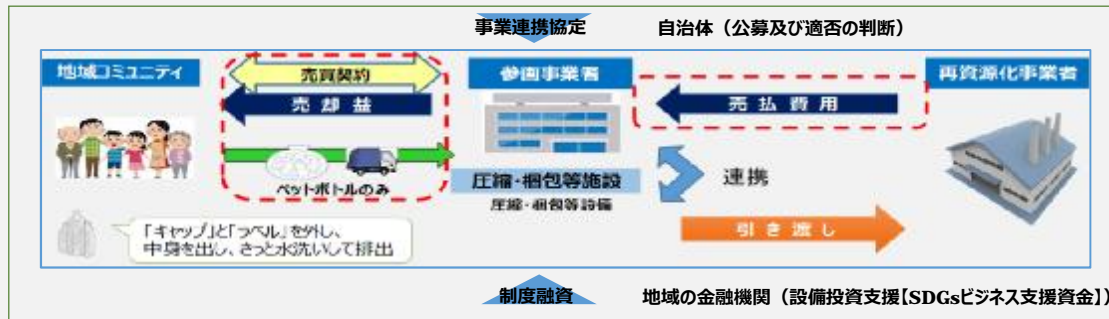 事業連携協定
自治体（公募及び適否の判断）
地域コミュニティ
売買契約
参画事業者
再資源化事業者
売却益
売払費用
ペットボトルのみ
圧縮・梱包等施設
圧縮・梱包等設備
連携
「キャップ」と「ラベル」を外し、
中身を出し、さっと水洗いして排出
引き渡し
制度融資
地域の金融機関（設備投資支援【SDGsビジネス支援資金】）